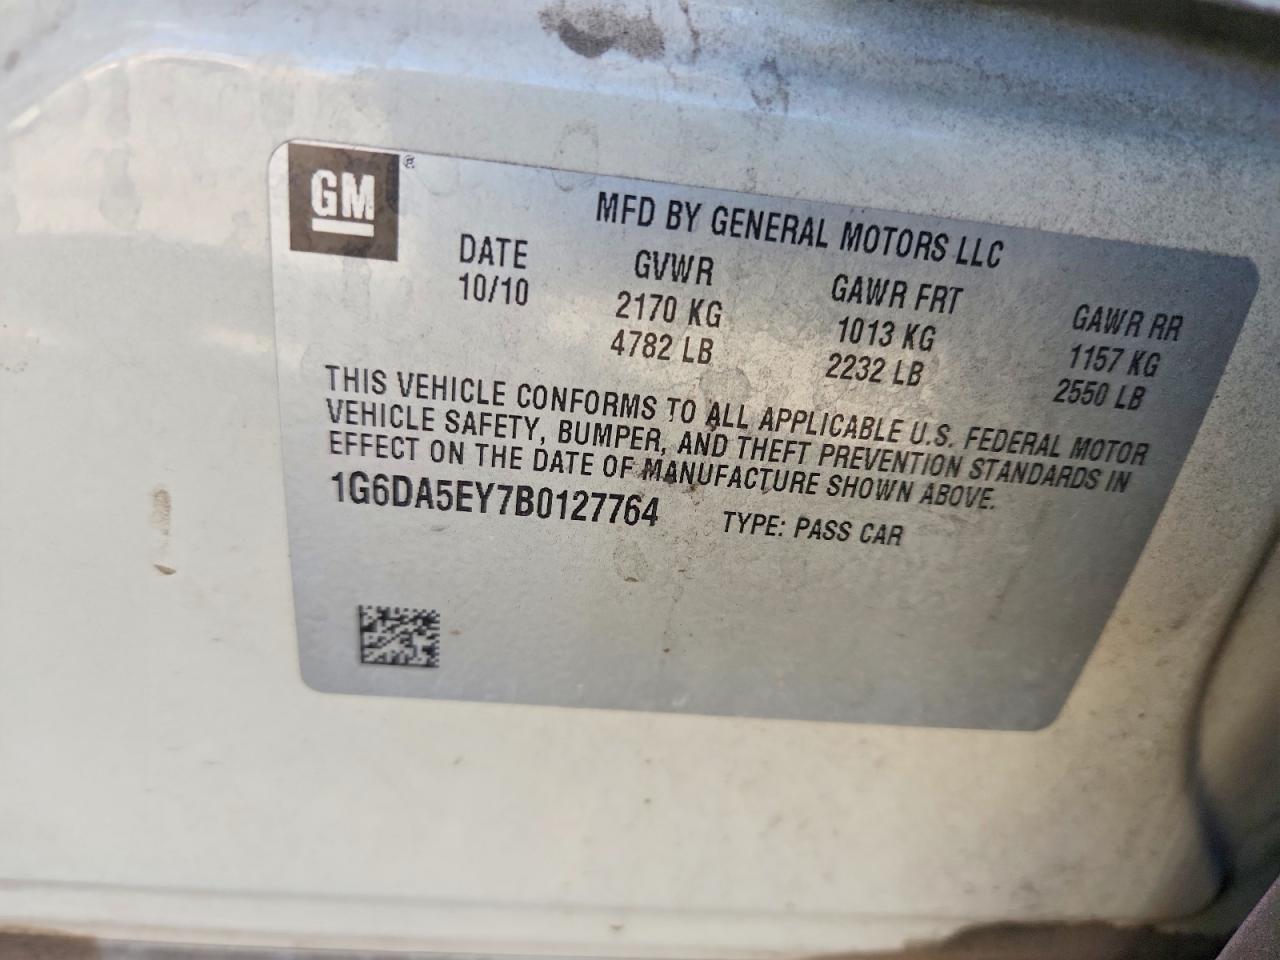 GM®
MFD BY GENERAL MOTORS LLC
DATE GVWR GAWR FRT GAWR RR
10/10 2170 KG 1013 KG 1157 KG
4782 LB 2232 LB 2550 LB
THIS VEHICLE CONFORMS TO ALL APPLICABLE U.S. FEDERAL MOTOR
VEHICLE SAFETY, BUMPER, AND THEFT PREVENTION STANDARDS IN
EFFECT ON THE DATE OF MANUFACTURE SHOWN ABOVE.
1G6DA5EY7B0127764 TYPE: PASS CAR